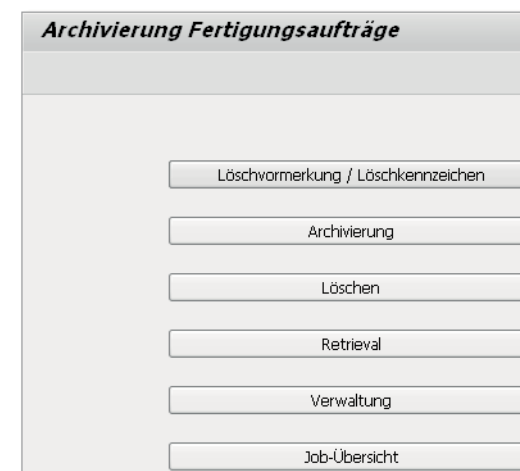 Archivierung Fertigungsaufträge
Löschvormerkung / Löschkennzeichen
Archivierung
Löschen
Retrieval
Verwaltung
Job-Übersicht